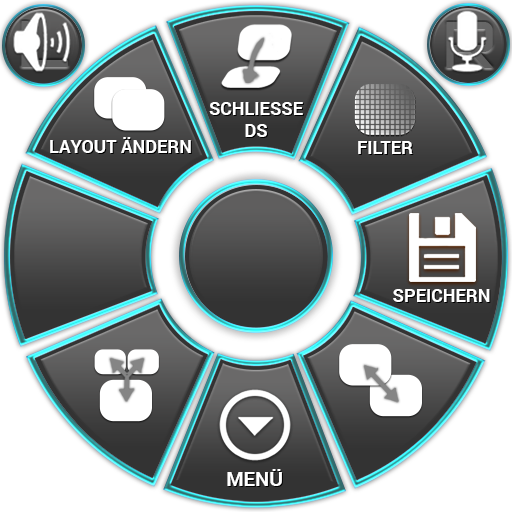 SCHLIESSE
DS
LAYOUT ÄNDERN
FILTER
SPEICHERN
MENÜ